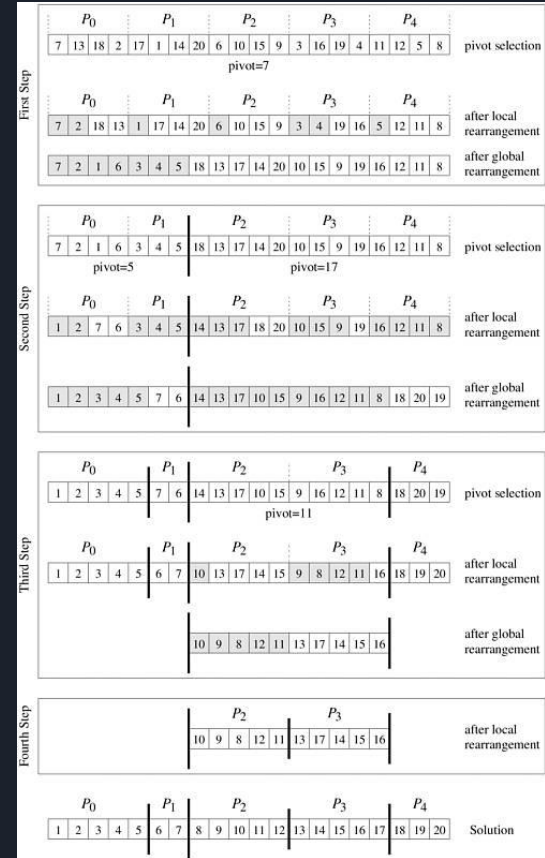 First Step
P0 P1 P2 P3 P4
7 13 18 2 17 1 14 20 6 10 15 9 3 16 19 4 11 12 5 8 pivot selection
pivot=7
P0 P1 P2 P3 P4
7 2 18 13 1 17 14 20 6 10 15 9 3 4 19 16 5 12 11 8 after local rearrangement
7 2 1 6 3 4 5 18 13 17 14 20 10 15 9 19 16 12 11 8 after global rearrangement
Second Step
P0 P1 P2 P3 P4
7 2 1 6 3 4 5 18 13 17 14 20 10 15 9 19 16 12 11 8 pivot selection
pivot=5 pivot=17
P0 P1 P2 P3 P4
1 2 7 6 3 4 5 14 13 17 18 20 10 15 9 19 16 12 11 8 after local rearrangement
1 2 3 4 5 7 6 14 13 17 10 15 9 16 12 11 8 18 20 19 after global rearrangement
Third Step
P0 P1 P2 P3 P4
1 2 3 4 5 7 6 14 13 17 10 15 9 16 12 11 8 18 20 19 pivot selection
pivot=11
P0 P1 P2 P3 P4
1 2 3 4 5 6 7 10 13 17 14 15 9 8 12 11 16 18 19 20 after local rearrangement
10 9 8 12 11 13 17 14 15 16 after global rearrangement
Fourth Step
P2 P3
10 9 8 12 11 13 17 14 15 16 after local rearrangement
P0 P1 P2 P3 P4
1 2 3 4 5 6 7 8 9 10 11 12 13 14 15 16 17 18 19 20 Solution